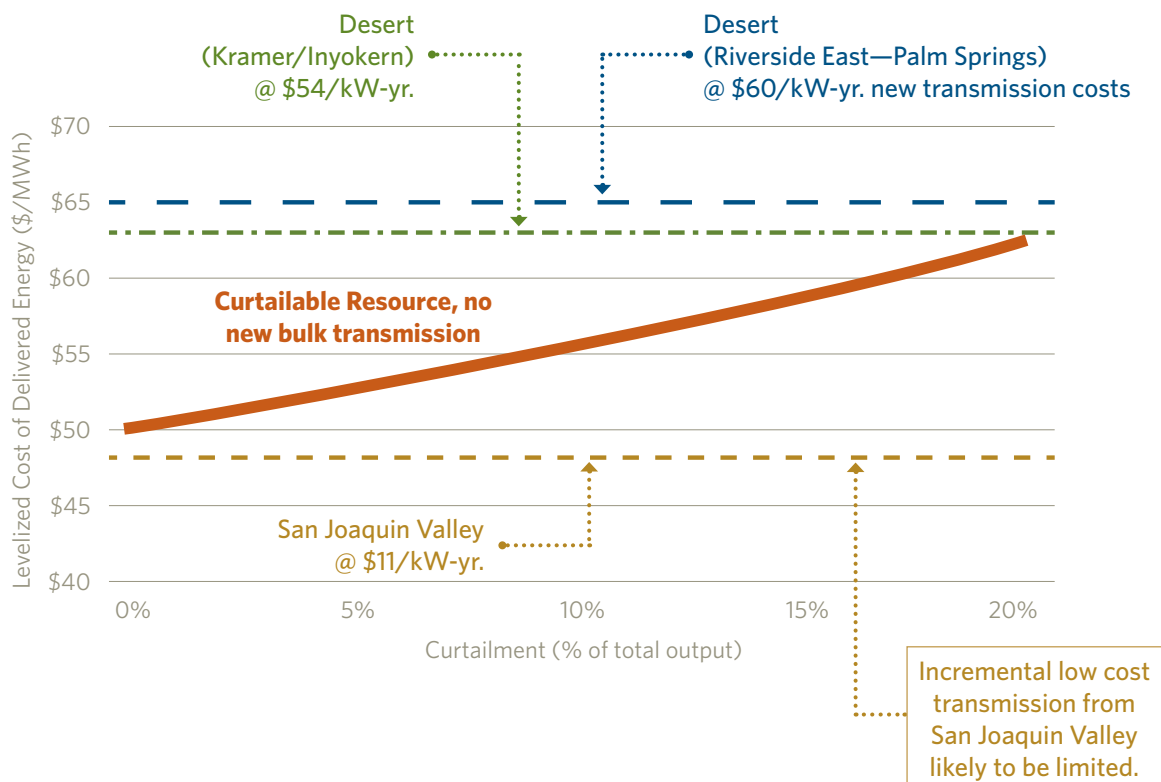 Desert
(Kramer/Inyokern)
@ $54/kW-yr.
Desert
(Riverside East—Palm Springs)
@ $60/kW-yr. new transmission costs
Levelized Cost of Delivered Energy ($/MWh)
$70
$65
$60
$55
$50
$45
$40
Curtailable Resource, no
new bulk transmission
San Joaquin Valley
@ $11/kW-yr.
0%
5%
10%
15%
20%
Curtailment (% of total output)
Incremental low cost
transmission from
San Joaquin Valley
likely to be limited.